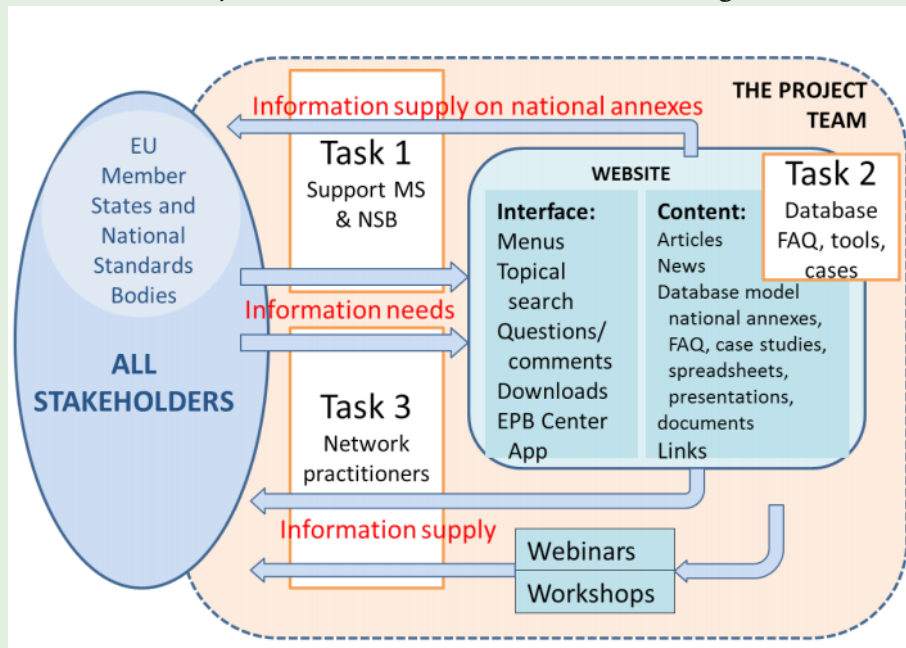 THE PROJECT
TEAM
Information supply on national annexes
EU
Member
States and
National
Standards
Bodies
ALL
STAKEHOLDERS
Task 1
Support MS
& NSB
Information needs
Task 3
Network
practitioners
Information supply
WEBSITE
Interface:
Menus
Topical
search
Questions/
comments
Downloads
EPB Center
App
Content:
Articles
News
Database model
national annexes,
FAQ, case studies,
spreadsheets,
presentations,
documents
Links
Task 2
Database
FAQ, tools,
cases
Webinars
Workshops